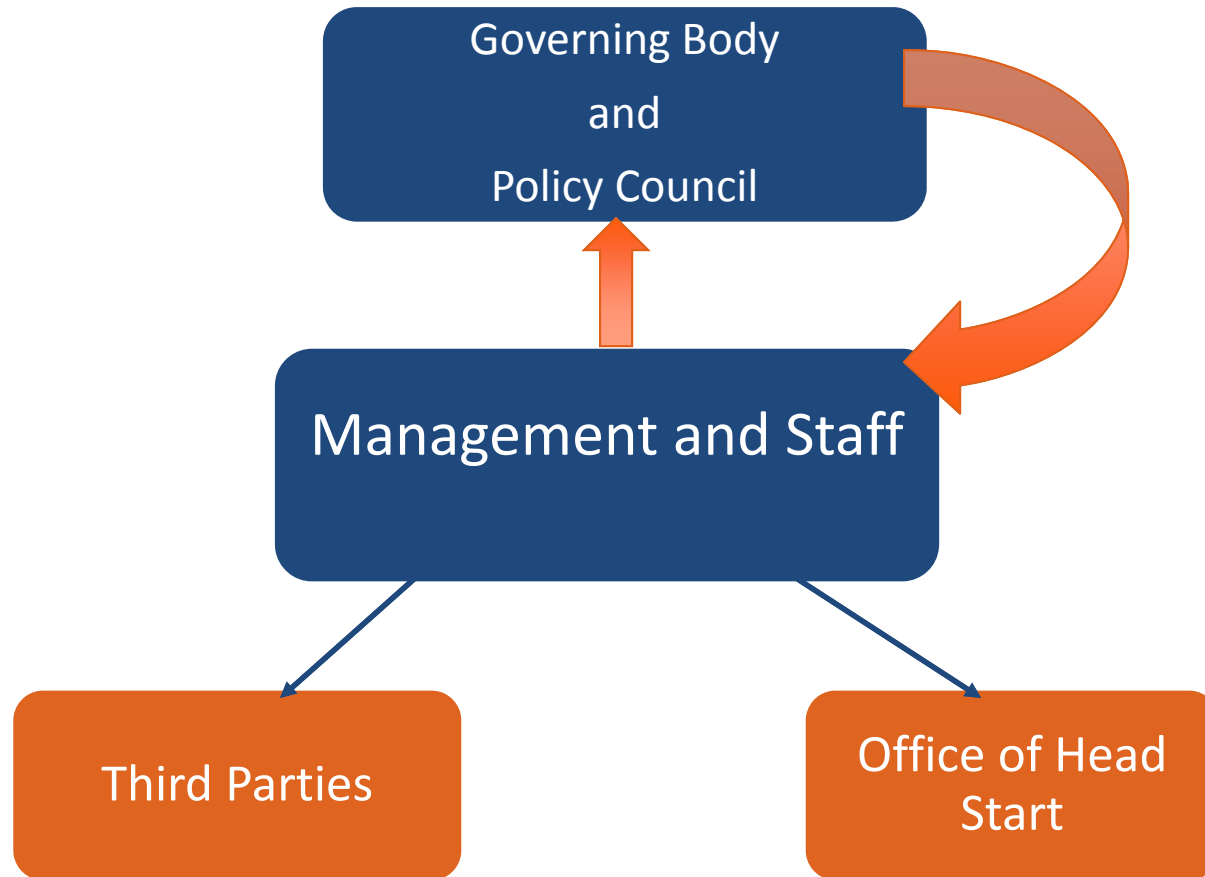 Governing Body
and
Policy Council
Management and Staff
Third Parties
Office of Head
Start